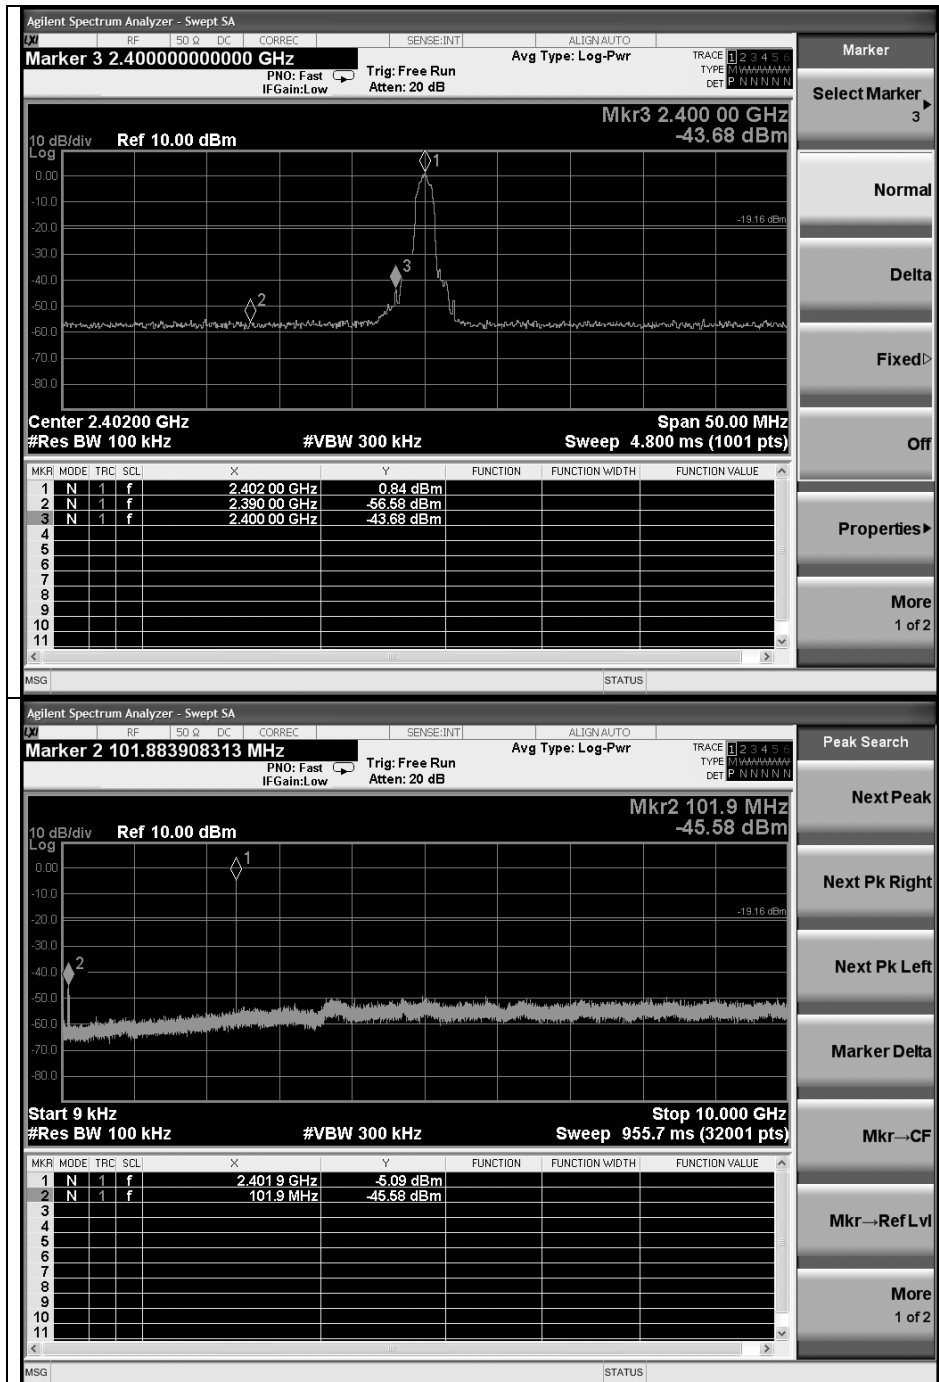 Agilent Spectrum Analyzer - Swept SA
LXI RF 50 Ω DC CORREC SENSE:INT ALIGNAUTO
Marker 3 2.400000000000 GHz
PNO: Fast
IFGain:Low
Trig: Free Run
Atten: 20 dB
Avg Type: Log-Pwr
TRACE 1 2 3 4 5 6
TYPE M
DET P N N N N N
Mkr3 2.400 00 GHz
-43.68 dBm
10 dB/div Ref 10.00 dBm
Log
0.00
-10.0
-20.0
-30.0
-40.0
-50.0
-60.0
-70.0
-80.0
1
2
3
-19.16 dBm
Center 2.40200 GHz Span 50.00 MHz
#Res BW 100 kHz #VBW 300 kHz Sweep 4.800 ms (1001 pts)
MKR MODE TRC SCL X Y FUNCTION FUNCTION WIDTH FUNCTION VALUE
1 N 1 f 2.402 00 GHz 0.84 dBm
2 N 1 f 2.390 00 GHz -56.58 dBm
3 N 1 f 2.400 00 GHz -43.68 dBm
4
5
6
7
8
9
10
11
MSG STATUS
Marker
Select Marker
3
Normal
Delta
Fixed
Off
Properties
More
1 of 2
Agilent Spectrum Analyzer - Swept SA
LXI RF 50 Ω DC CORREC SENSE:INT ALIGNAUTO
Marker 2 101.883908313 MHz
PNO: Fast
IFGain:Low
Trig: Free Run
Atten: 20 dB
Avg Type: Log-Pwr
TRACE 1 2 3 4 5 6
TYPE M
DET P N N N N N
Mkr2 101.9 MHz
-45.58 dBm
10 dB/div Ref 10.00 dBm
Log
0.00
-10.0
-20.0
-30.0
-40.0
-50.0
-60.0
-70.0
-80.0
1
2
-19.16 dBm
Start 9 kHz Stop 10.000 GHz
#Res BW 100 kHz #VBW 300 kHz Sweep 955.7 ms (32001 pts)
MKR MODE TRC SCL X Y FUNCTION FUNCTION WIDTH FUNCTION VALUE
1 N 1 f 2.401 9 GHz -5.09 dBm
2 N 1 f 101.9 MHz -45.58 dBm
3
4
5
6
7
8
9
10
11
MSG STATUS
Peak Search
Next Peak
Next Pk Right
Next Pk Left
Marker Delta
Mkr→CF
Mkr→Ref Lvl
More
1 of 2